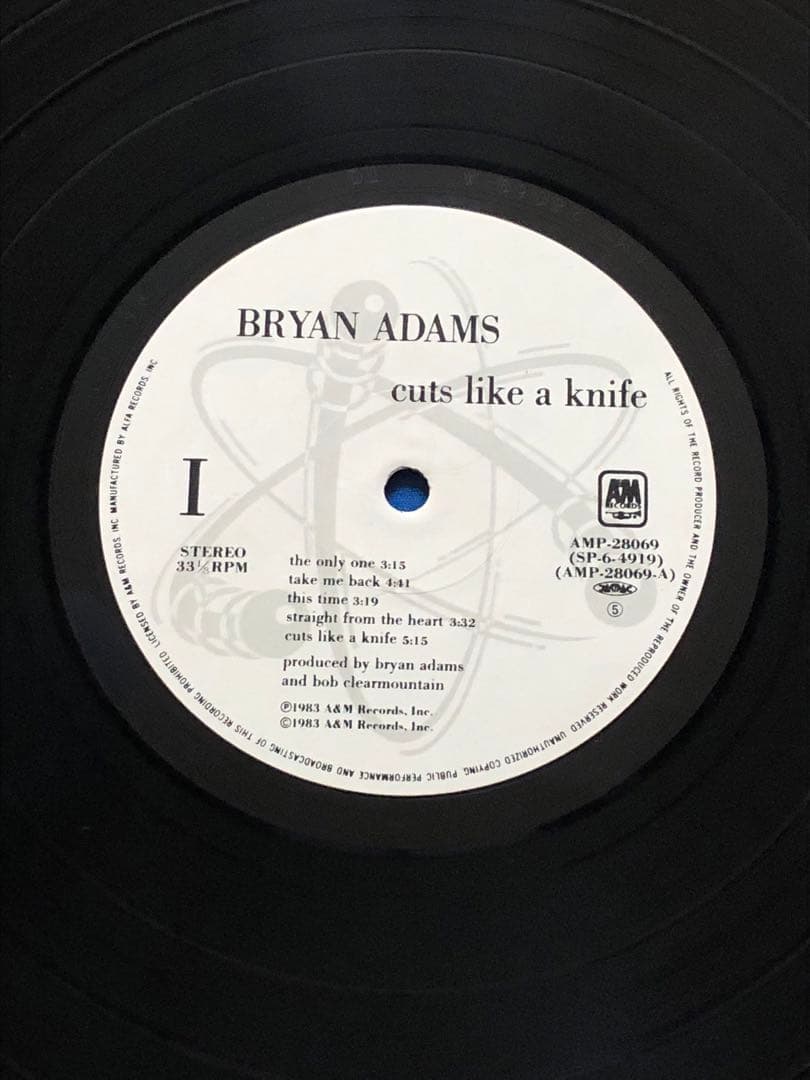 BRYAN ADAMS
cuts like a knife
I
STEREO
33 1/3 RPM
A&M
RECORDS
AMP-28069
(SP-6-4919)
(AMP-28069-A)
5
the only one 3:15
take me back 4:41
this time 3:19
straight from the heart 3:32
cuts like a knife 5:15
produced by bryan adams
and bob clearmountain
℗1983 A&M Records, Inc.
©1983 A&M Records, Inc.
ALL RIGHTS OF THE RECORD PRODUCER AND THE OWNER OF THE REPRODUCED WORK RESERVED. UNAUTHORIZED COPYING, PUBLIC PERFORMANCE AND BROADCASTING OF THIS RECORDING PROHIBITED. LICENSED BY A&M RECORDS, INC. MANUFACTURED BY ALFA RECORDS, INC